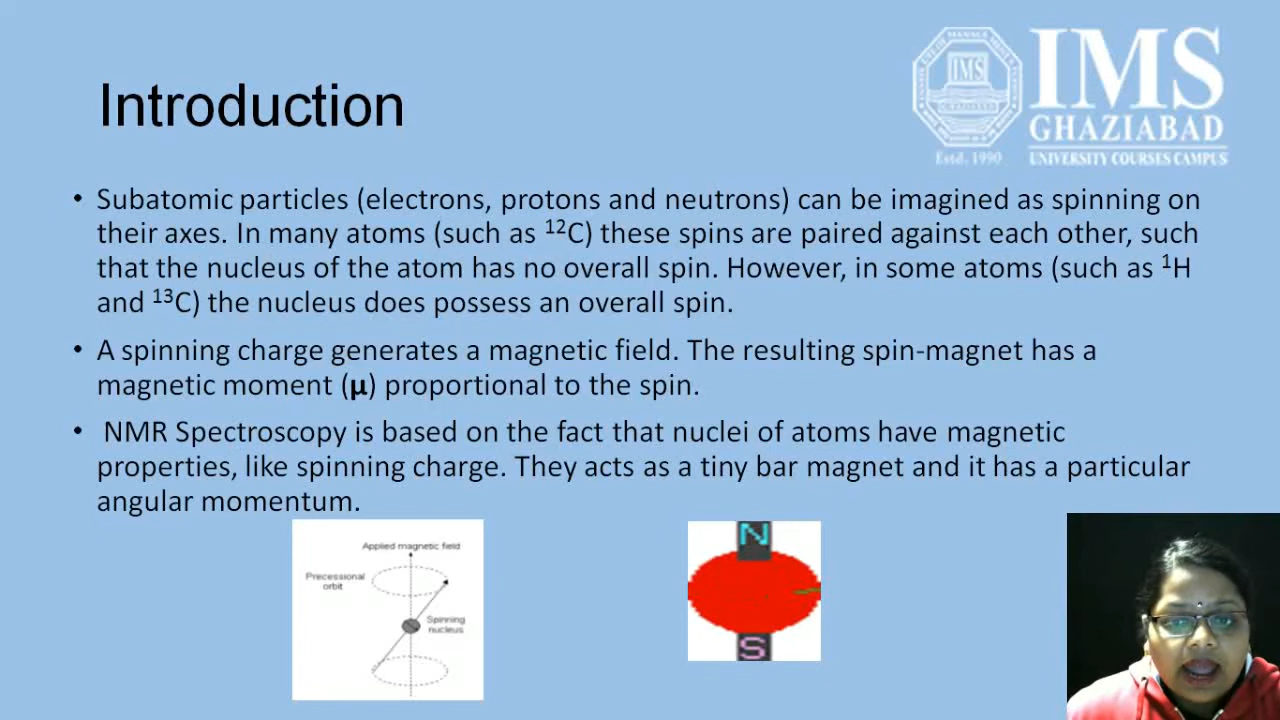 IMS
GHAZIABAD
Estd. 1990
UNIVERSITY COURSES CAMPUS
IMS
Introduction
• Subatomic particles (electrons, protons and neutrons) can be imagined as spinning on
their axes. In many atoms (such as ¹²C) these spins are paired against each other, such
that the nucleus of the atom has no overall spin. However, in some atoms (such as ¹H
and ¹³C) the nucleus does possess an overall spin.
• A spinning charge generates a magnetic field. The resulting spin-magnet has a
magnetic moment (μ) proportional to the spin.
• NMR Spectroscopy is based on the fact that nuclei of atoms have magnetic
properties, like spinning charge. They acts as a tiny bar magnet and it has a particular
angular momentum.
Applied magnetic field
Precessional
orbit
Spinning
nucleus
N
S